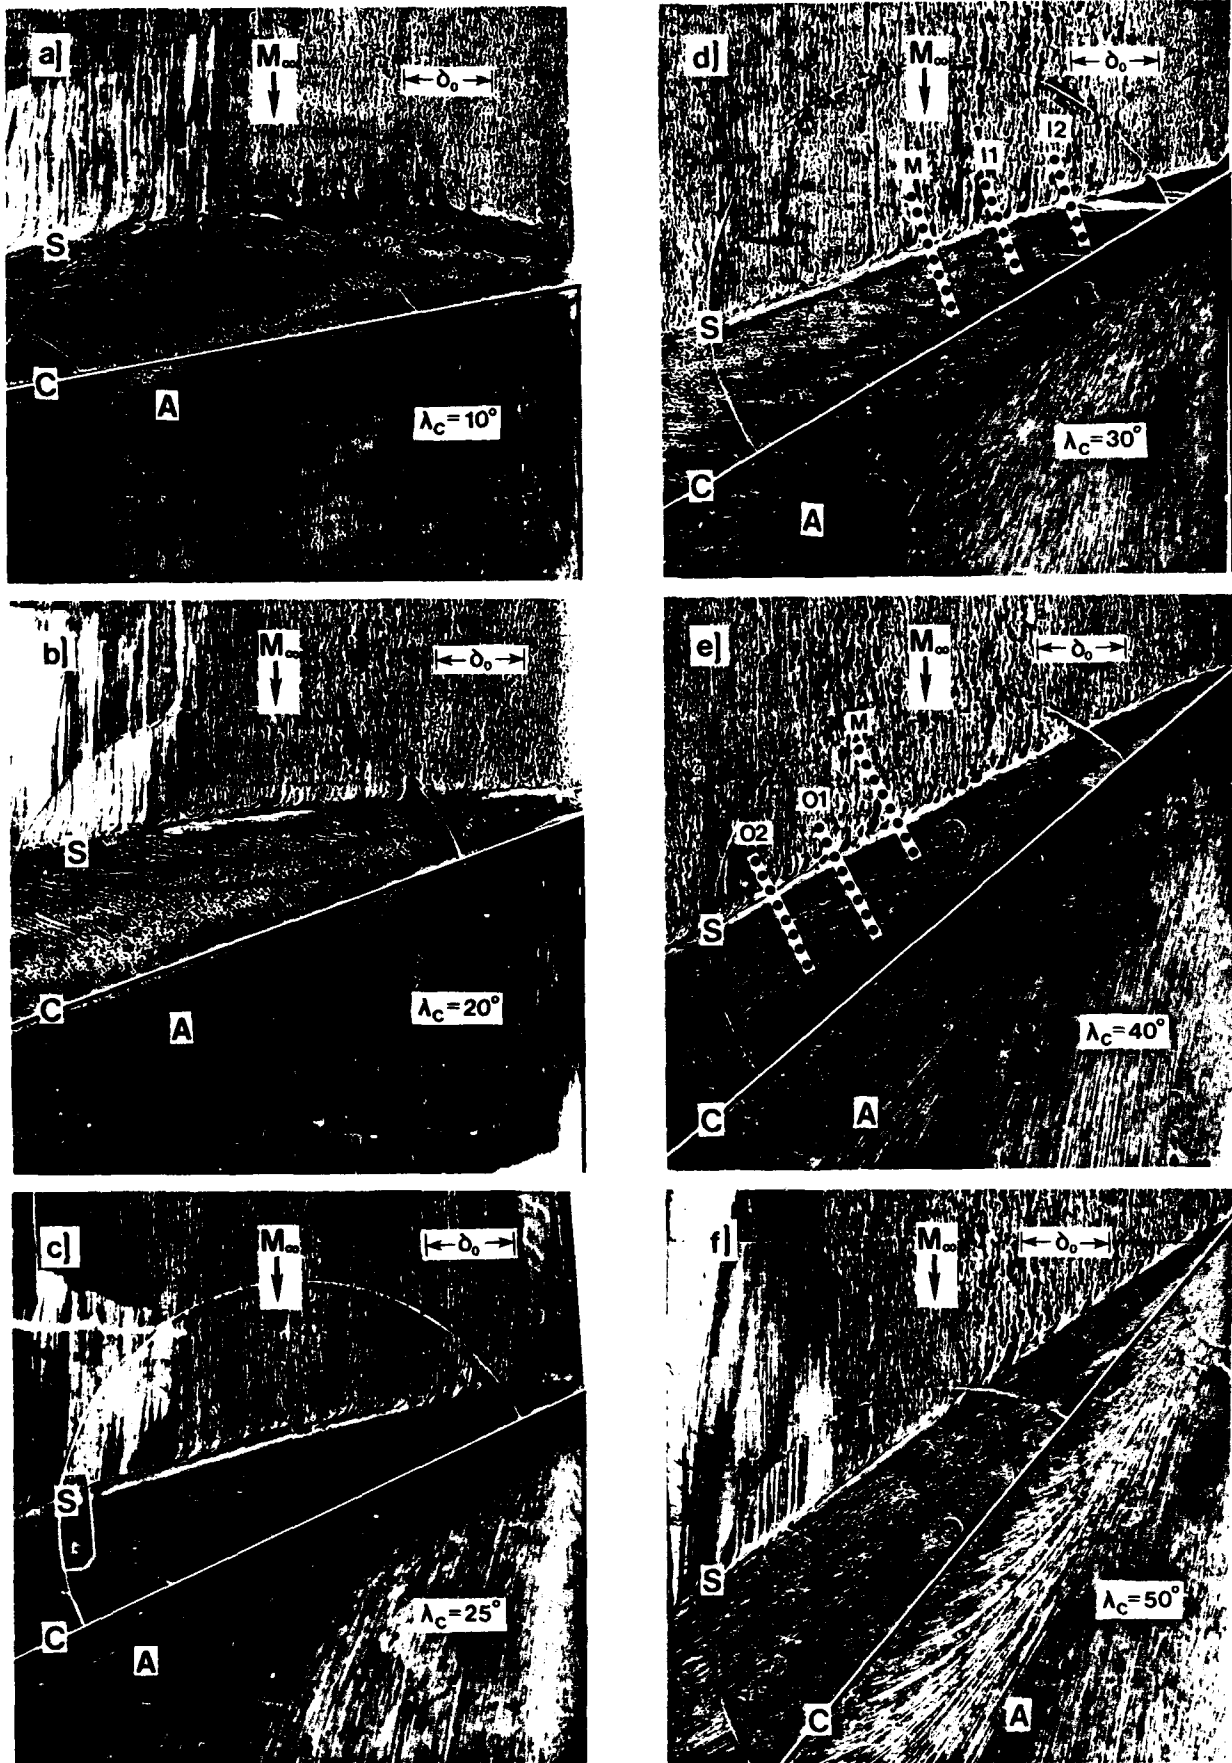 a]
M∞
δ₀
S
C
A
λc=10°
b]
M∞
δ₀
S
C
A
λc=20°
c]
M∞
δ₀
S
C
A
λc=25°
d]
M∞
δ₀
M
I1
I2
S
C
A
λc=30°
e]
M∞
δ₀
M
O1
O2
S
C
A
λc=40°
f]
M∞
δ₀
S
C
A
λc=50°